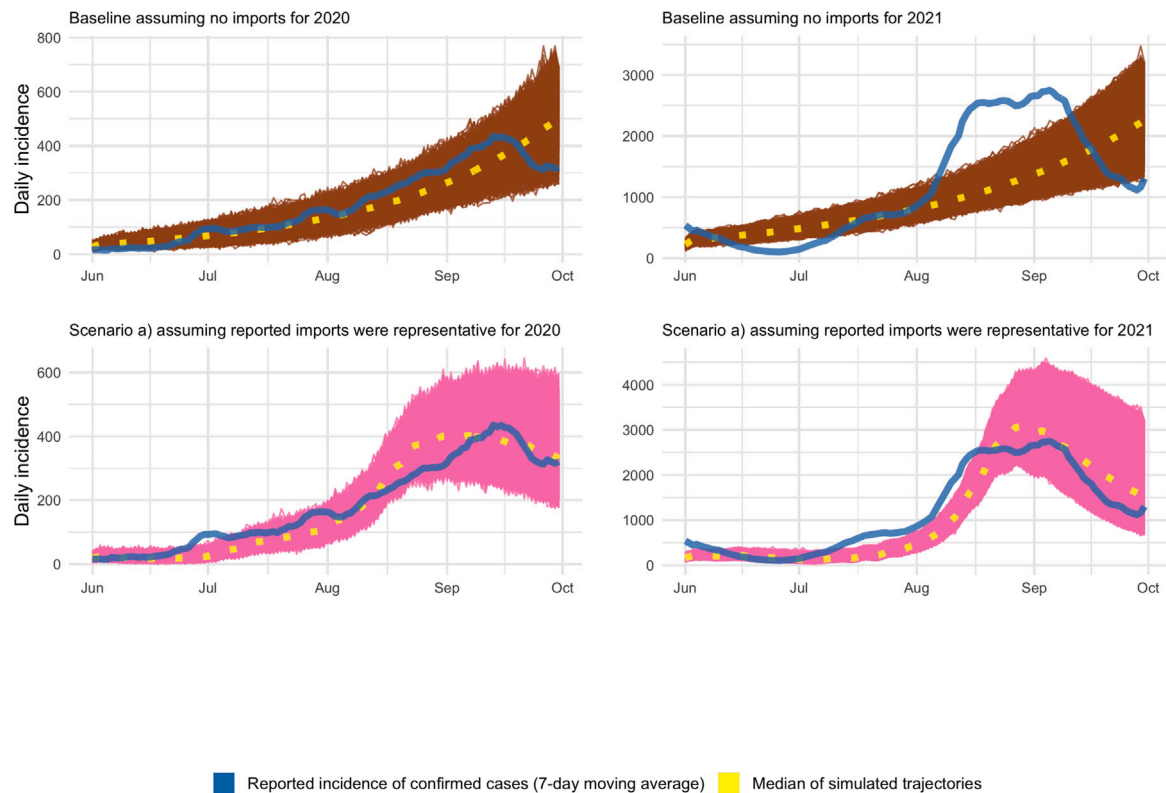 Baseline assuming no imports for 2020
Baseline assuming no imports for 2021
Daily incidence
800
600
400
200
0
Jun Jul Aug Sep Oct
3000
2000
1000
0
Jun Jul Aug Sep Oct
Scenario a) assuming reported imports were representative for 2020
Scenario a) assuming reported imports were representative for 2021
Daily incidence
600
400
200
0
Jun Jul Aug Sep Oct
4000
3000
2000
1000
0
Jun Jul Aug Sep Oct
Reported incidence of confirmed cases (7-day moving average) Median of simulated trajectories